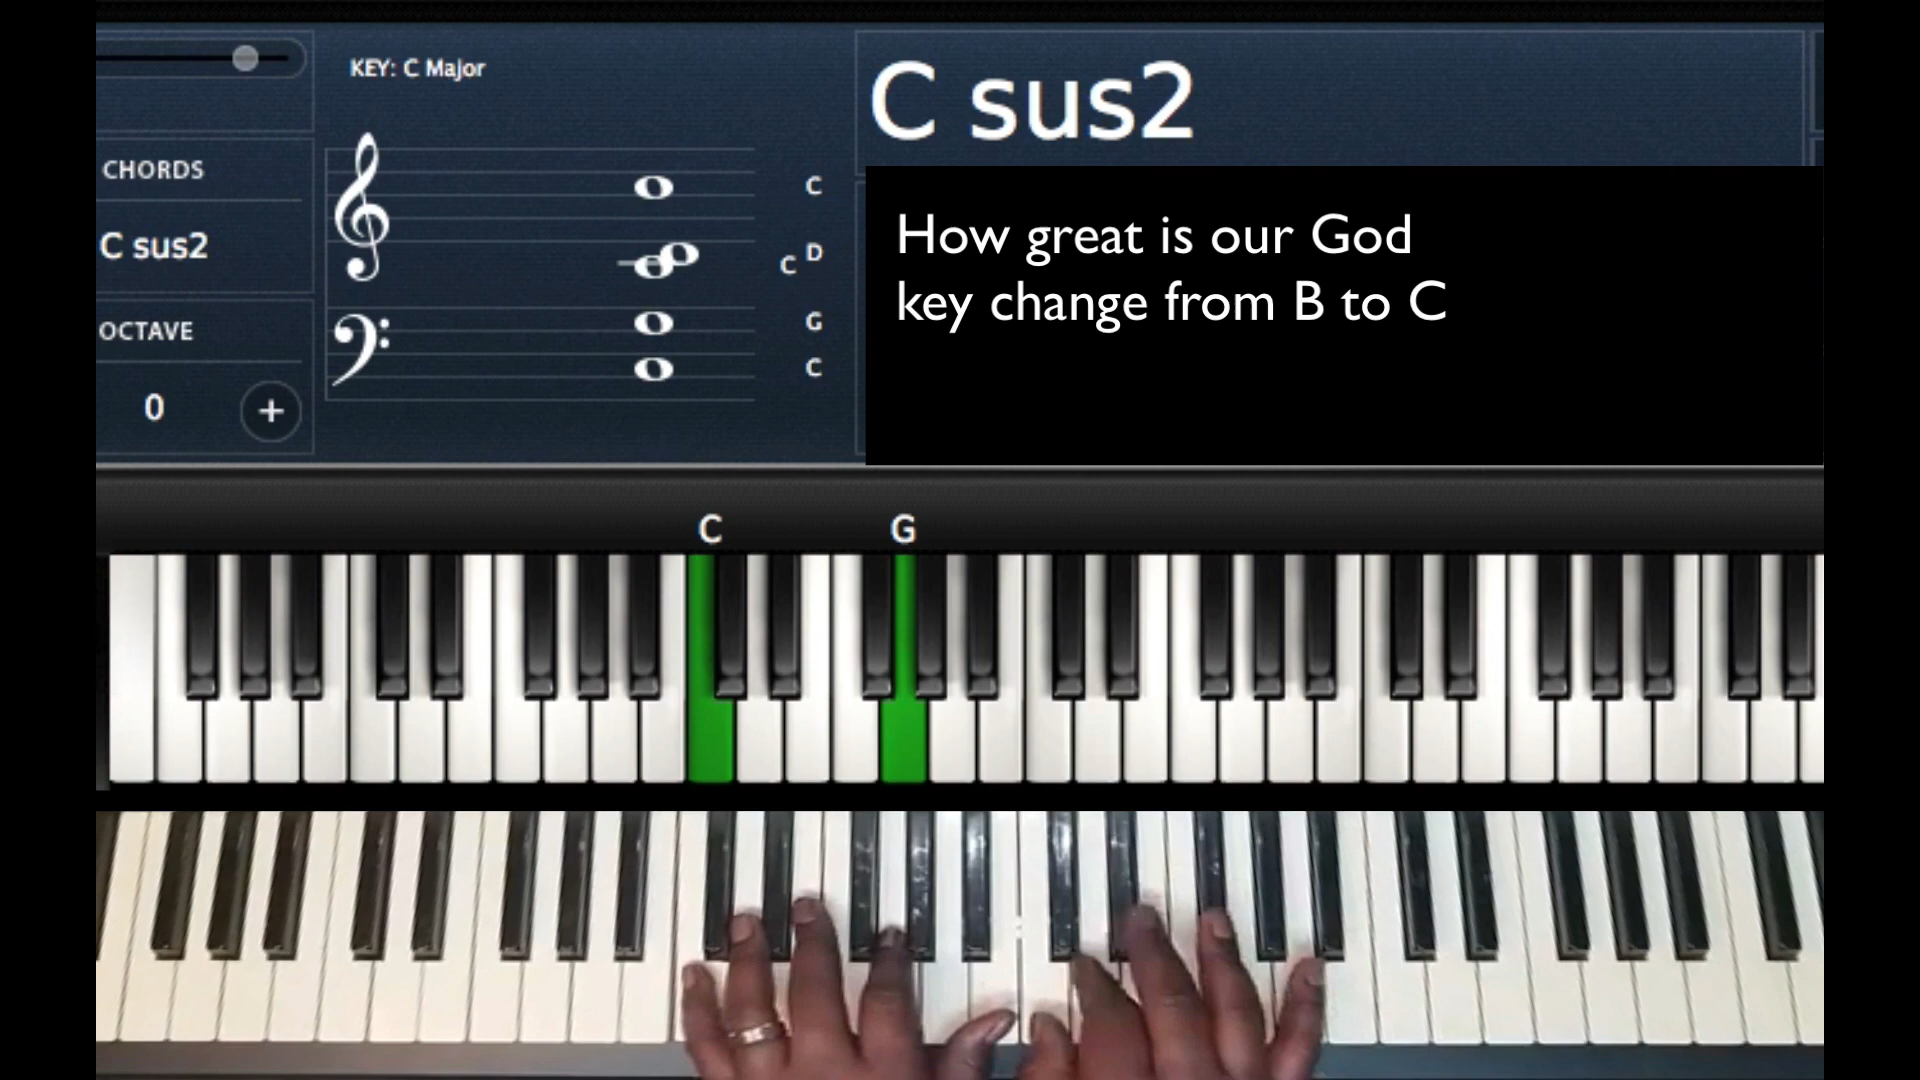 KEY: C Major
C sus2
CHORDS
C sus2
OCTAVE
0 +
C
C D
G
C
How great is our God
key change from B to C
C G